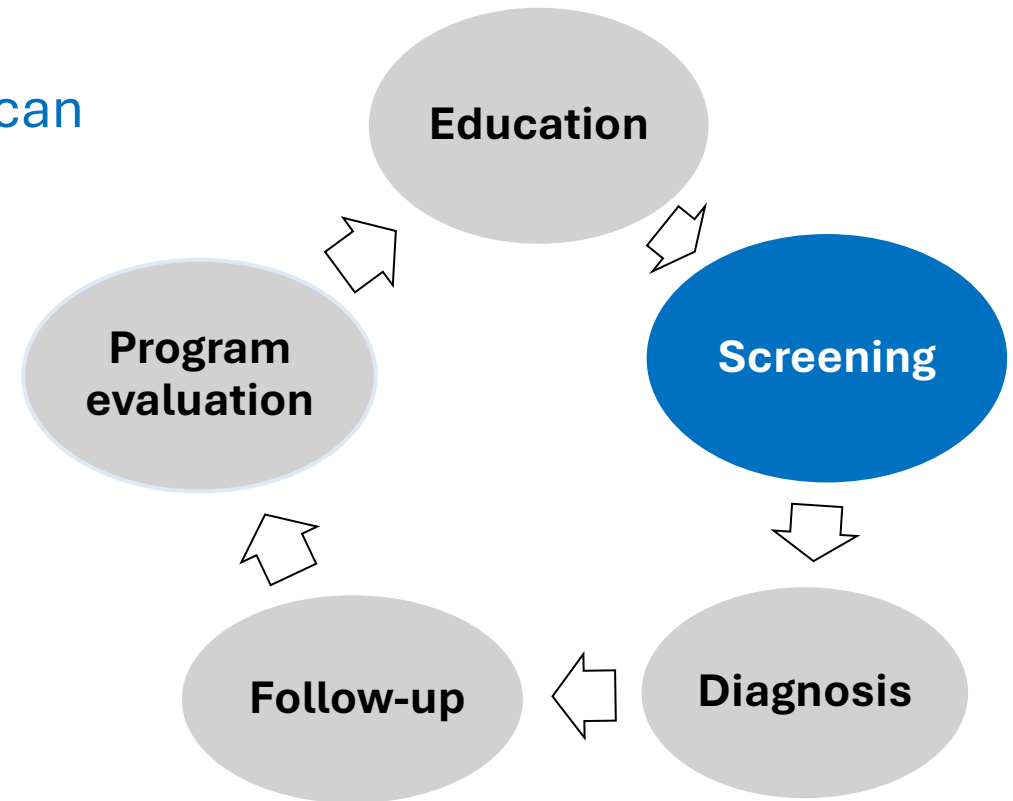 can
Education
Screening
Program
evaluation
Follow-up
Diagnosis